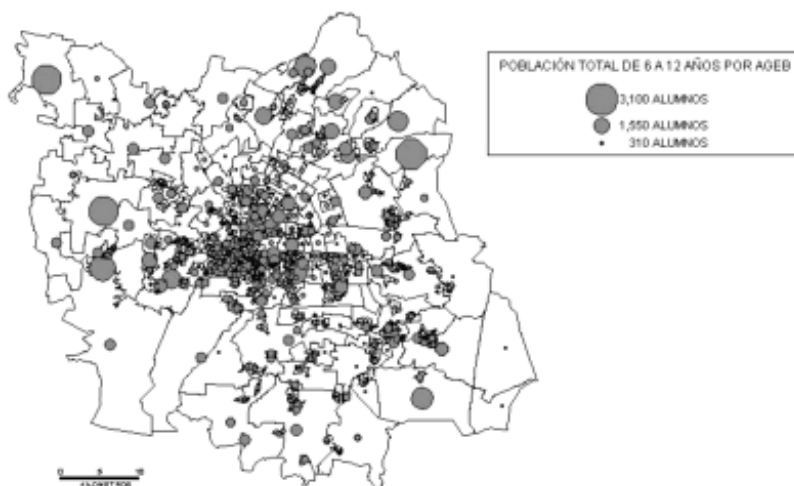 POBLACIÓN TOTAL DE 6 A 12 AÑOS POR AGEB
3,100 ALUMNOS
1,550 ALUMNOS
310 ALUMNOS
0 5 10